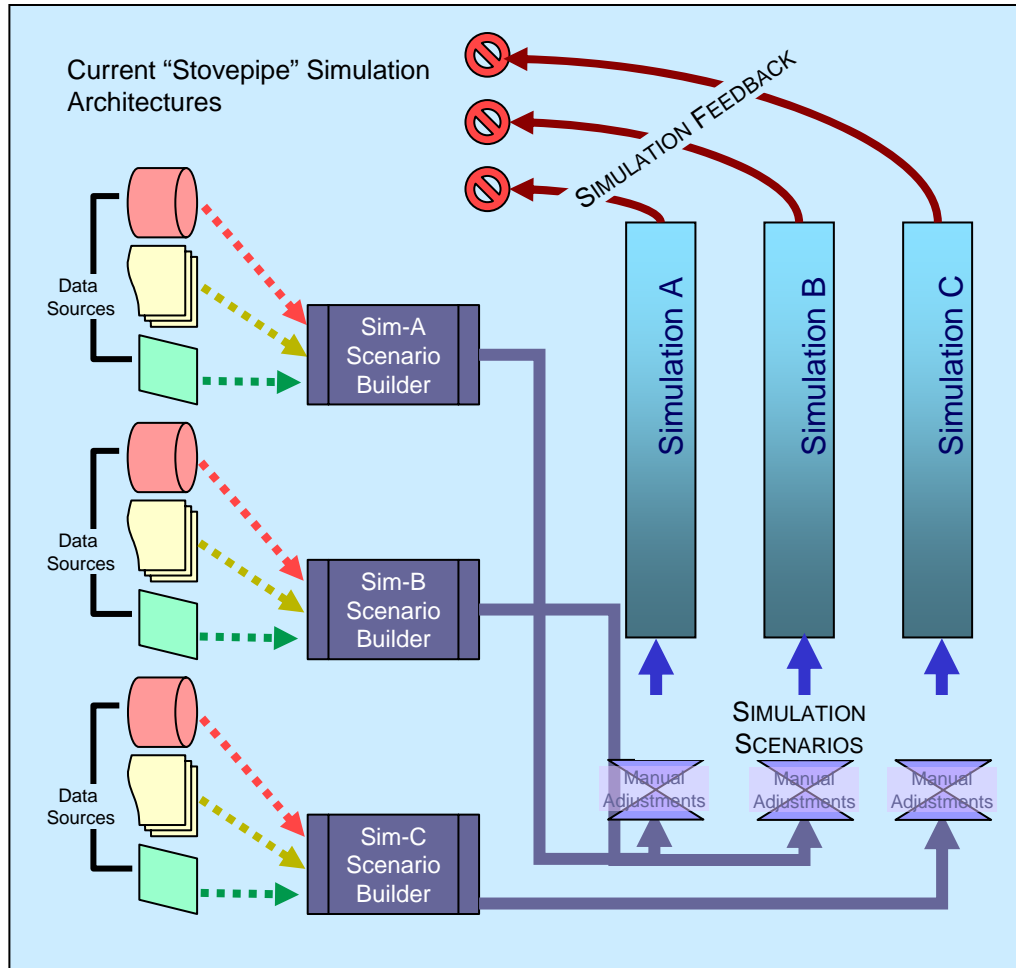 Current “Stovepipe” Simulation
Architectures
SIMULATION FEEDBACK
Data
Sources
Sim-A
Scenario
Builder
Simulation A
Simulation B
Simulation C
Data
Sources
Sim-B
Scenario
Builder
SIMULATION
SCENARIOS
Data
Sources
Sim-C
Scenario
Builder
Manual
Adjustments
Manual
Adjustments
Manual
Adjustments